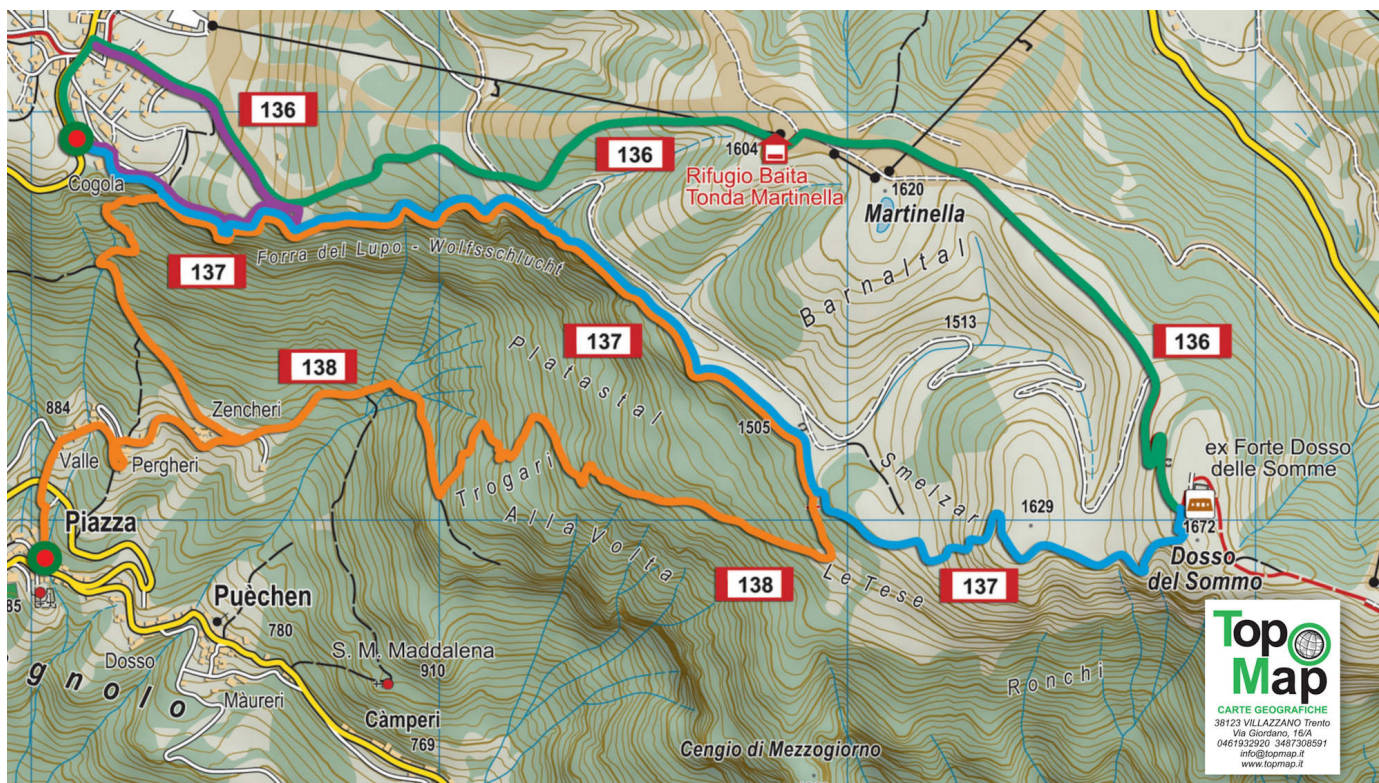 136
Cogola
136
1604
Rifugio Baita
Tonda Martinella
1620
Martinella
Forra del Lupo - Wolfsschlucht
137
Barnaltal
1513
137
Platastal
136
138
884
Zencheri
Valle
Pergheri
1505
ex Forte Dosso
delle Somme
Smelzar
Trogari
Alla Volta
1629
1672
Piazza
Dosso
del Sommo
Le Tese
138
137
Puèchen
780
85
Dosso
S. M. Maddalena
910
gnolo
Màureri
Càmperi
769
Ronchi
Cengio di Mezzogiorno
Topo
Map
CARTE GEOGRAFICHE
38123 VILLAZZANO Trento
Via Giordano, 16/A
0461932920 3487308591
info@topmap.it
www.topmap.it